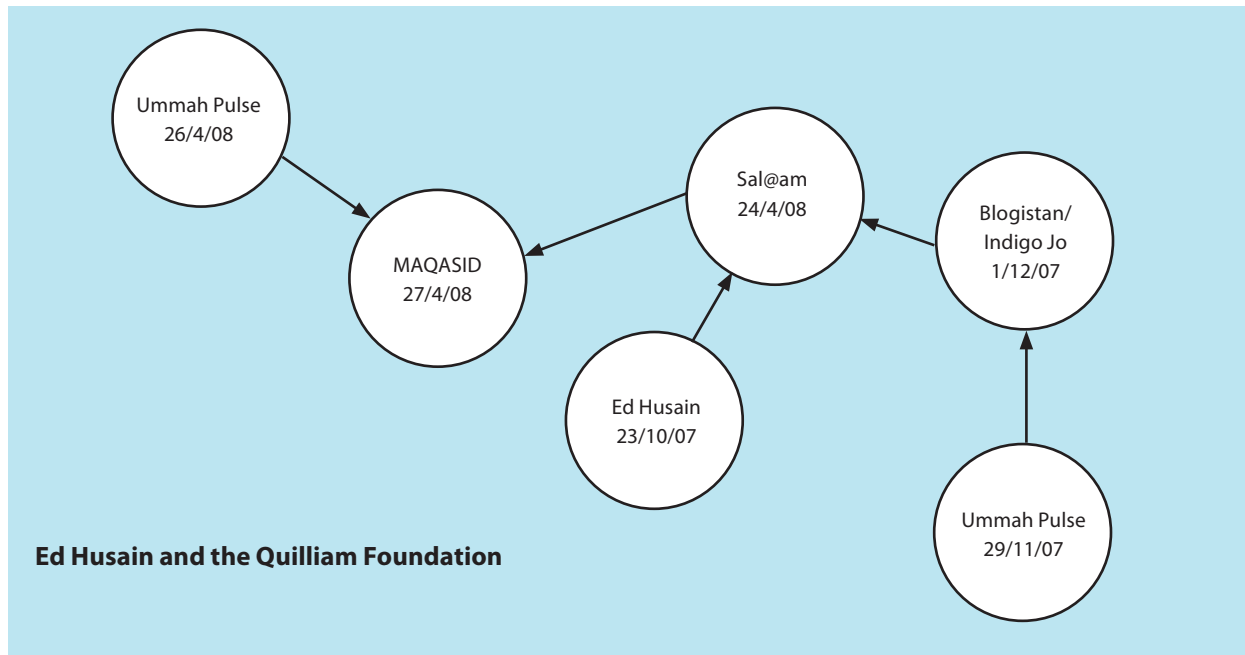 Ummah Pulse
26/4/08
Sal@am
24/4/08
Blogistan/
Indigo Jo
1/12/07
MAQASID
27/4/08
Ed Husain
23/10/07
Ummah Pulse
29/11/07
Ed Husain and the Quilliam Foundation